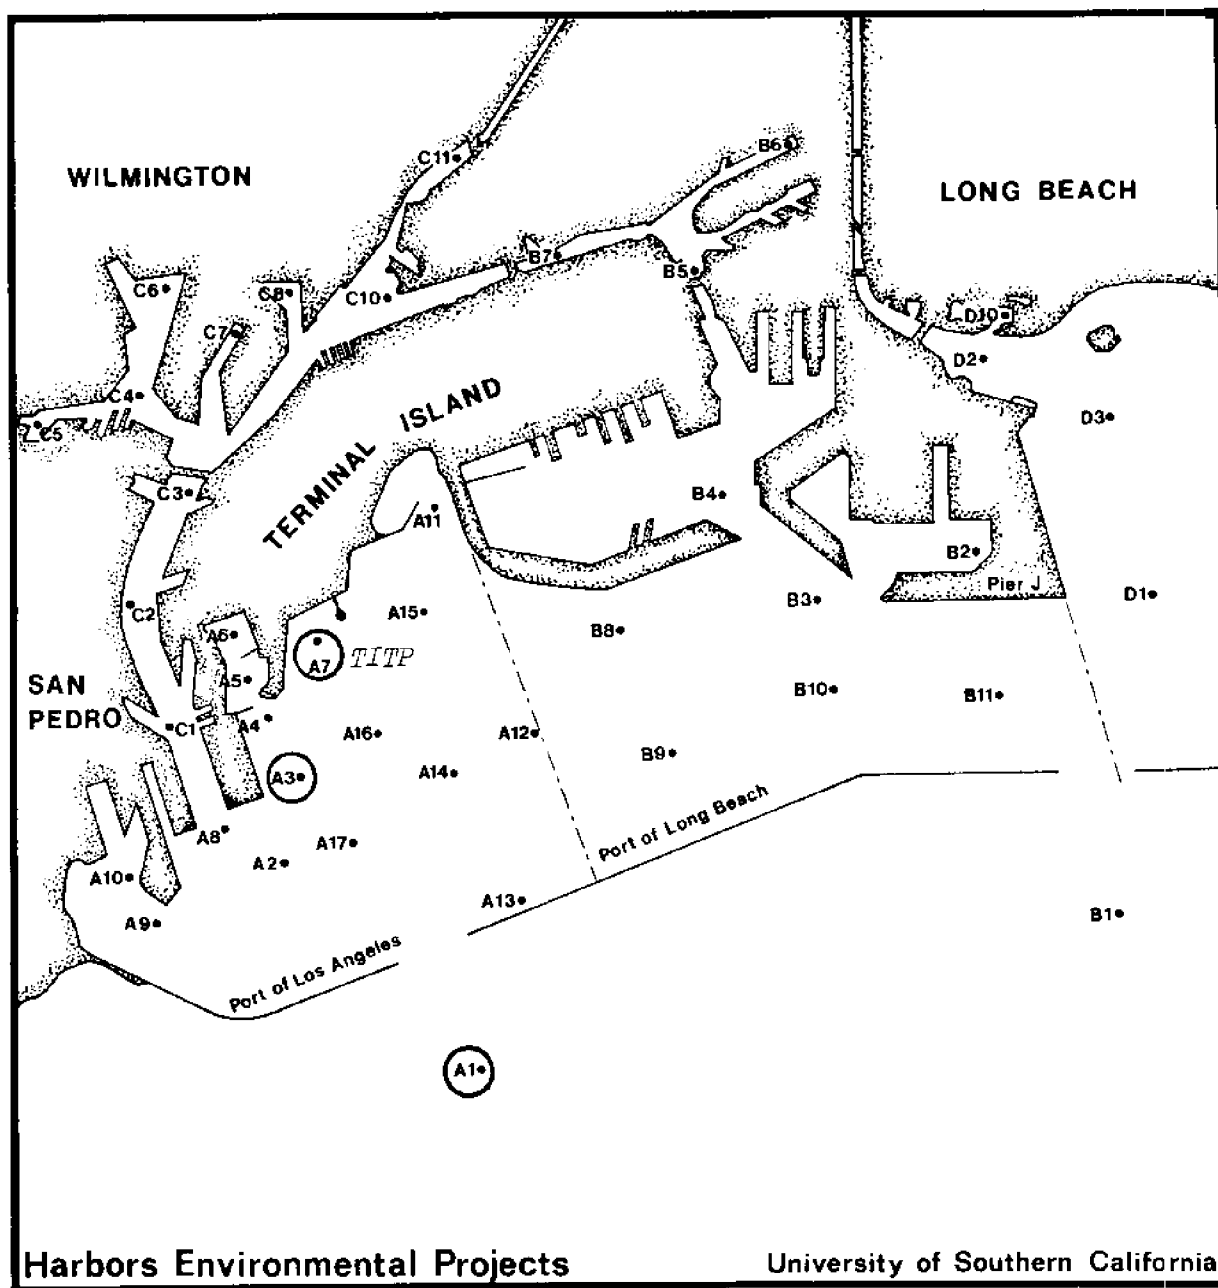 B6
C11
WILMINGTON
LONG BEACH
B7
B5
C6
C8
C10
D10
C7
D2
C4
C5
D3
TERMINAL ISLAND
C3
B4
A11
B2
Pier J
C2
A15
B3
D1
A6
B8
A7 TITP
A5
SAN
PEDRO
B10
B11
C1
A4
A16
A12
B9
A3
A14
Port of Long Beach
A8
A17
A2
A10
A13
A9
B1
Port of Los Angeles
A1
Harbors Environmental Projects
University of Southern California